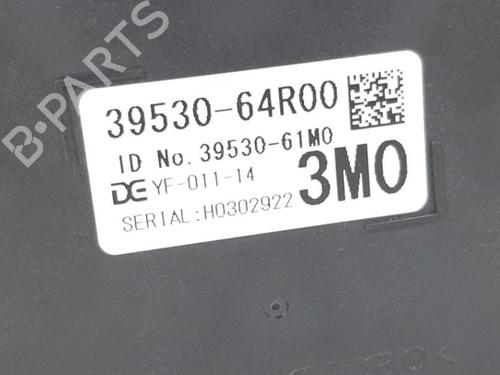 B-PARTS
39530-64R00
ID No. 39530-61M0
DE YF-011-14
3M0
SERIAL:H0302922